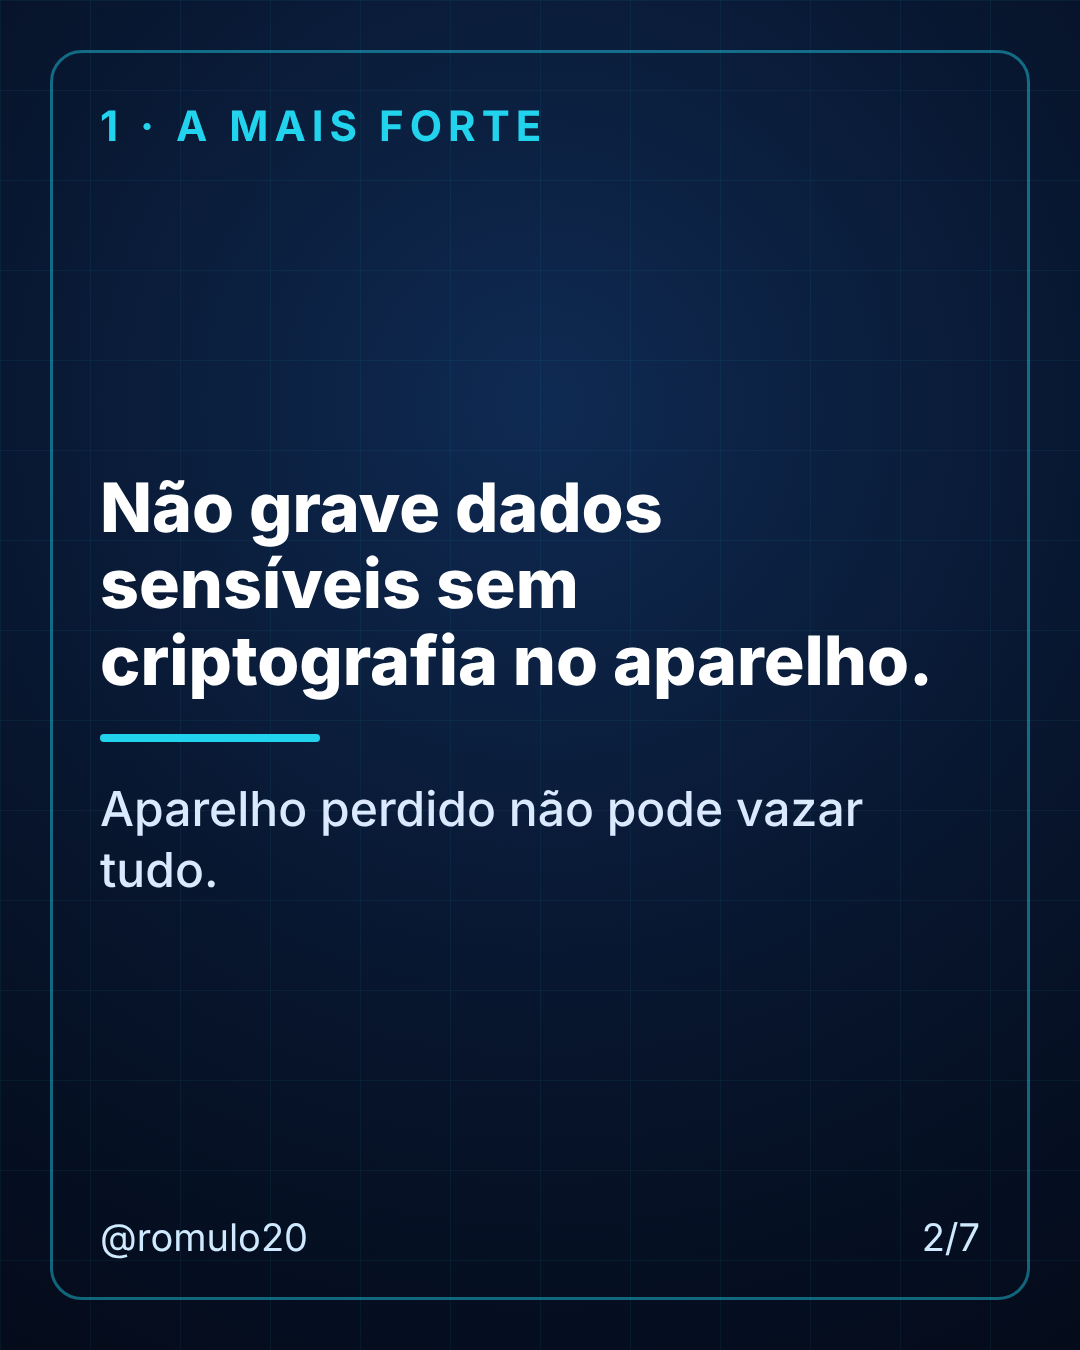 1 · A MAIS FORTE
Não grave dados
sensíveis sem
criptografia no aparelho.
Aparelho perdido não pode vazar
tudo.
@romulo20
2/7